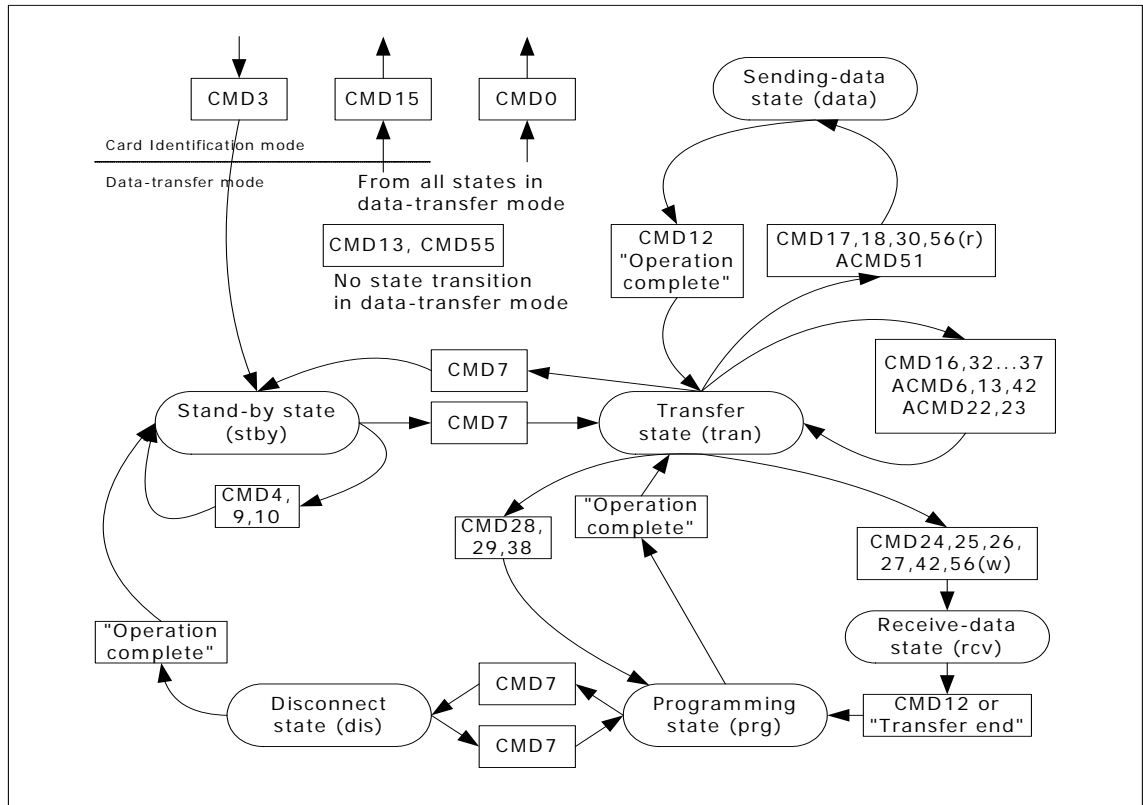 CMD3
CMD15
CMD0
Sending-data
state (data)
Card Identification mode
Data-transfer mode
From all states in
data-transfer mode
CMD13, CMD55
No state transition
in data-transfer mode
CMD12
"Operation
complete"
CMD17,18,30,56(r)
ACMD51
CMD7
CMD16,32...37
ACMD6,13,42
ACMD22,23
Stand-by state
(stby)
CMD7
Transfer
state (tran)
CMD4,
9,10
CMD28,
29,38
"Operation
complete"
CMD24,25,26,
27,42,56(w)
"Operation
complete"
Receive-data
state (rcv)
Disconnect
state (dis)
CMD7
CMD7
Programming
state (prg)
CMD12 or
"Transfer end"